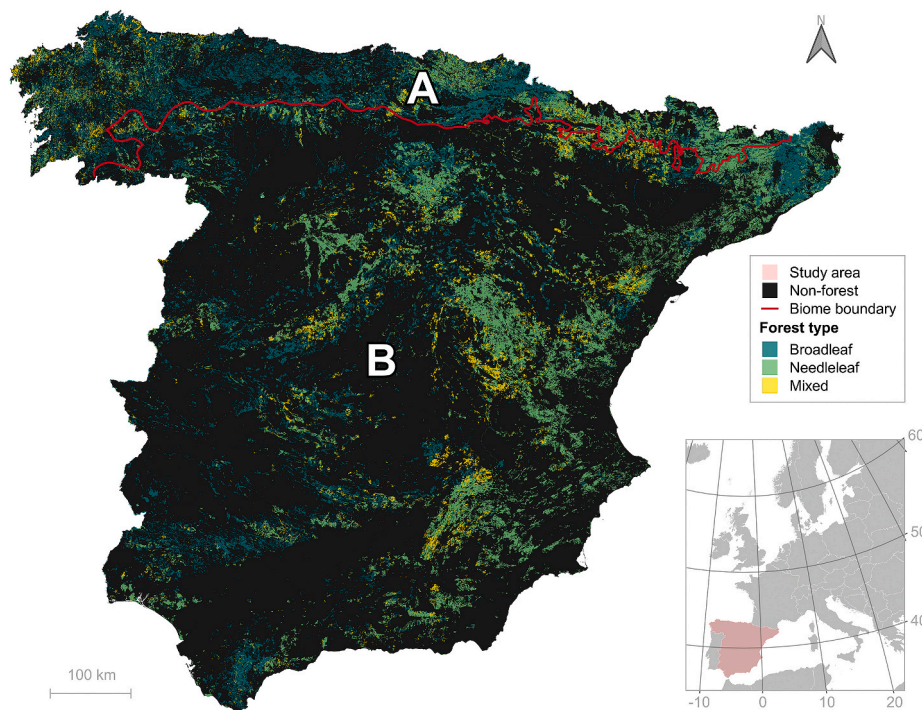 N
A
B
Study area
Non-forest
Biome boundary
Forest type
Broadleaf
Needleleaf
Mixed
100 km
60
50
40
-10 0 10 20